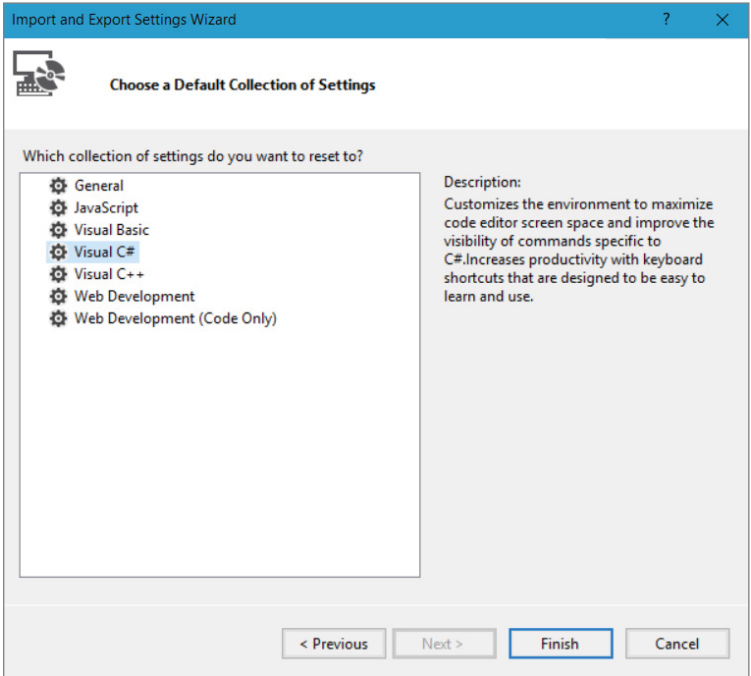 Import and Export Settings Wizard
?
Choose a Default Collection of Settings
Which collection of settings do you want to reset to?
General
JavaScript
Visual Basic
Visual C#
Visual C++
Web Development
Web Development (Code Only)
Description:
Customizes the environment to maximize
code editor screen space and improve the
visibility of commands specific to
C#.Increases productivity with keyboard
shortcuts that are designed to be easy to
learn and use.
< Previous
Next >
Finish
Cancel